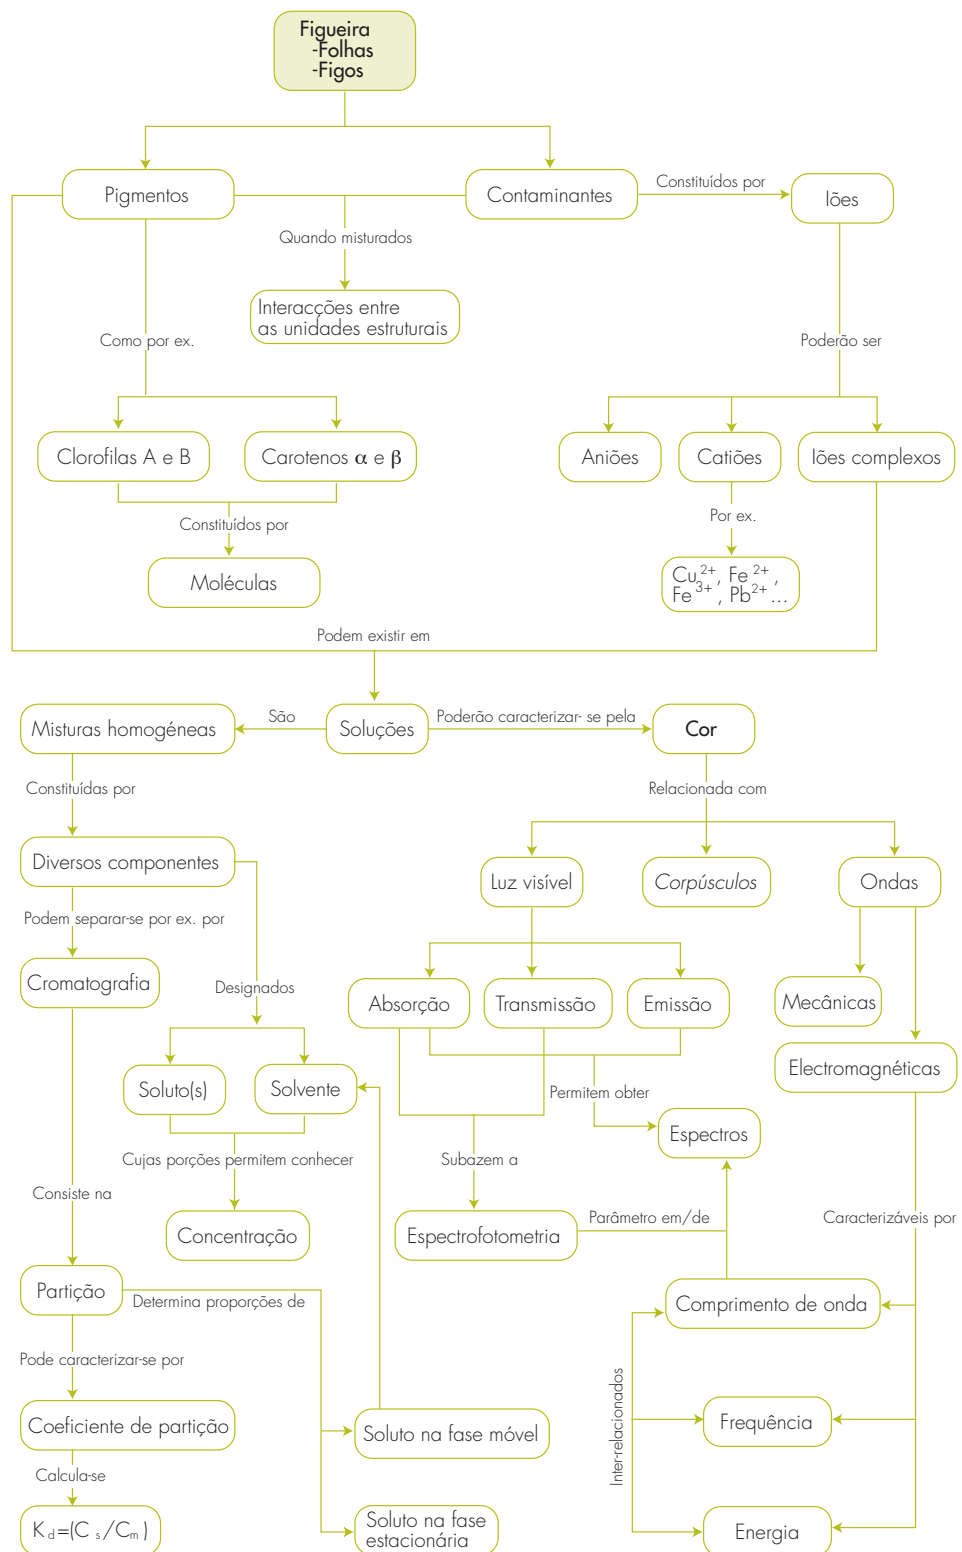 Figueira
-Folhas
-Figos
Pigmentos
Contaminantes
Constituídos por
Iões
Quando misturados
Interacções entre
as unidades estruturais
Como por ex.
Poderão ser
Clorofilas A e B
Carotenos α e β
Aniões
Catiões
Iões complexos
Constituídos por
Por ex.
Moléculas
Cu²⁺, Fe²⁺,
Fe³⁺, Pb²⁺...
Podem existir em
Misturas homogéneas
São
Soluções
Poderão caracterizar- se pela
Cor
Constituídas por
Relacionada com
Diversos componentes
Luz visível
Corpúsculos
Ondas
Podem separar-se por ex. por
Cromatografia
Designados
Absorção
Transmissão
Emissão
Mecânicas
Electromagnéticas
Soluto(s)
Solvente
Permitem obter
Espectros
Cujas porções permitem conhecer
Subazem a
Consiste na
Concentração
Espectrofotometria
Parâmetro em/de
Caracterizáveis por
Partição
Determina proporções de
Comprimento de onda
Pode caracterizar-se por
Inter-relacionados
Coeficiente de partição
Soluto na fase móvel
Frequência
Calcula-se
K d=(C s/C m)
Soluto na fase
estacionária
Energia